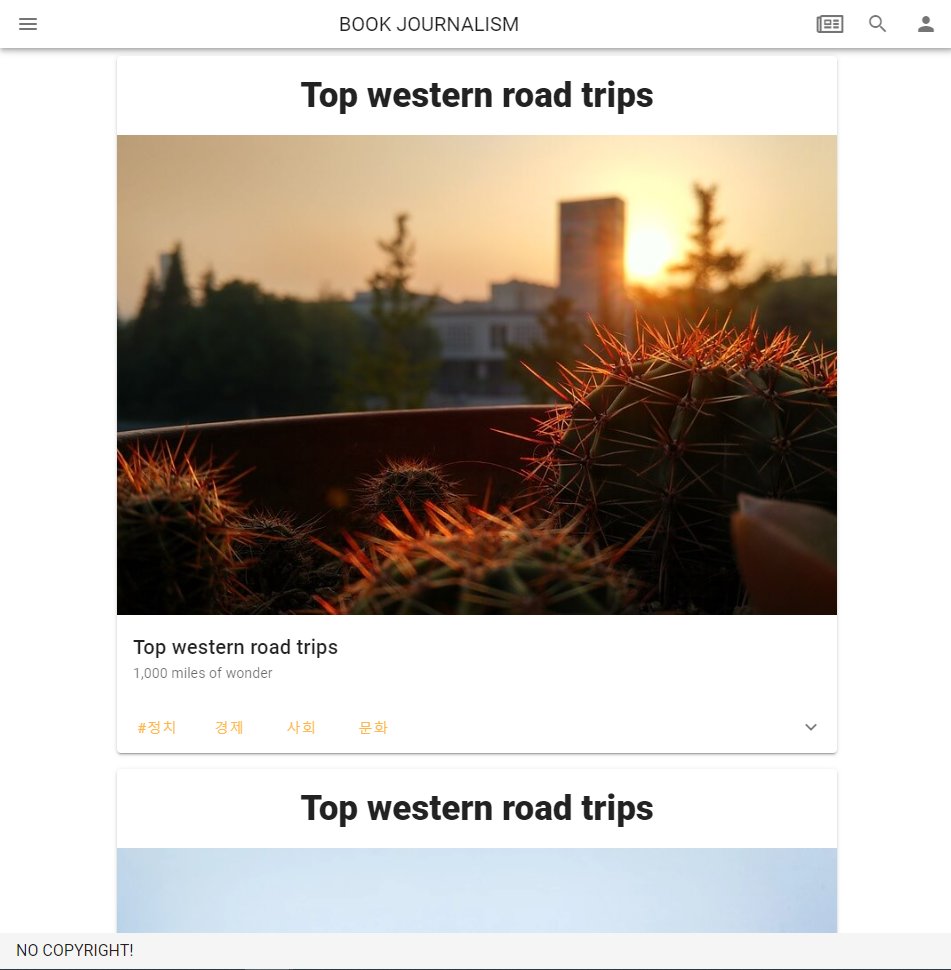 BOOK JOURNALISM
Top western road trips
Top western road trips
1,000 miles of wonder
#정치 경제 사회 문화
Top western road trips
NO COPYRIGHT!